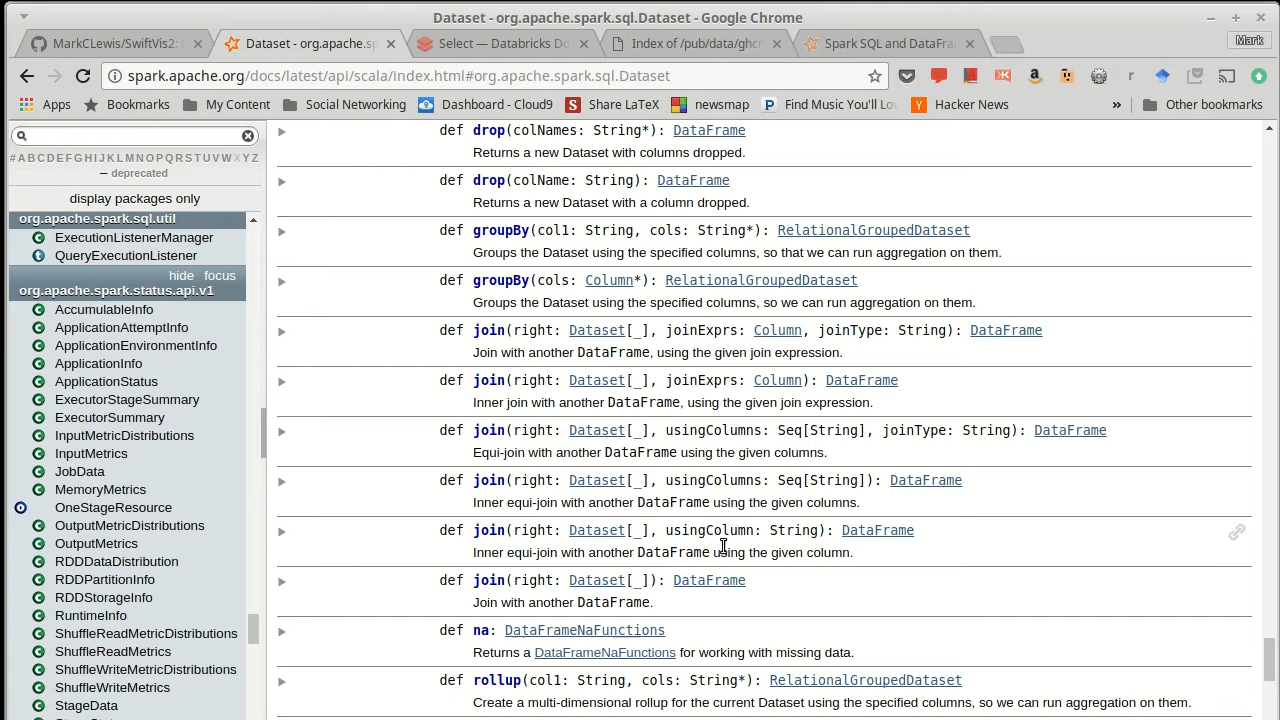 Dataset - org.apache.spark.sql.Dataset - Google Chrome
MarkCLewis/SwiftVis2:
Dataset - org.apache.sp
Select — Databricks Do
Index of /pub/data/ghc
Spark SQL and DataFra
Mark
spark.apache.org/docs/latest/api/scala/index.html#org.apache.spark.sql.Dataset
Apps
Bookmarks
My Content
Social Networking
Dashboard - Cloud9
Share LaTeX
newsmap
Find Music You'll Lo
Hacker News
»
Other bookmarks
#ABCDEFGHIJKLMNOPQRSTUVWXYZ
– deprecated
display packages only
org.apache.spark.sql.util
ExecutionListenerManager
QueryExecutionListener
hide focus
org.apache.spark.status.api.v1
AccumulableInfo
ApplicationAttemptInfo
ApplicationEnvironmentInfo
ApplicationInfo
ApplicationStatus
ExecutorStageSummary
ExecutorSummary
InputMetricDistributions
InputMetrics
JobData
MemoryMetrics
OneStageResource
OutputMetricDistributions
OutputMetrics
RDDDataDistribution
RDDPartitionInfo
RDDStorageInfo
RuntimeInfo
ShuffleReadMetricDistributions
ShuffleReadMetrics
ShuffleWriteMetricDistributions
ShuffleWriteMetrics
StageData
def drop(colNames: String*): DataFrame
Returns a new Dataset with columns dropped.
def drop(colName: String): DataFrame
Returns a new Dataset with a column dropped.
def groupBy(col1: String, cols: String*): RelationalGroupedDataset
Groups the Dataset using the specified columns, so that we can run aggregation on them.
def groupBy(cols: Column*): RelationalGroupedDataset
Groups the Dataset using the specified columns, so we can run aggregation on them.
def join(right: Dataset[_], joinExprs: Column, joinType: String): DataFrame
Join with another DataFrame, using the given join expression.
def join(right: Dataset[_], joinExprs: Column): DataFrame
Inner join with another DataFrame, using the given join expression.
def join(right: Dataset[_], usingColumns: Seq[String], joinType: String): DataFrame
Equi-join with another DataFrame using the given columns.
def join(right: Dataset[_], usingColumns: Seq[String]): DataFrame
Inner equi-join with another DataFrame using the given columns.
def join(right: Dataset[_], usingColumn: String): DataFrame
Inner equi-join with another DataFrame using the given column.
def join(right: Dataset[_]): DataFrame
Join with another DataFrame.
def na: DataFrameNaFunctions
Returns a DataFrameNaFunctions for working with missing data.
def rollup(col1: String, cols: String*): RelationalGroupedDataset
Create a multi-dimensional rollup for the current Dataset using the specified columns, so we can run aggregation on them.